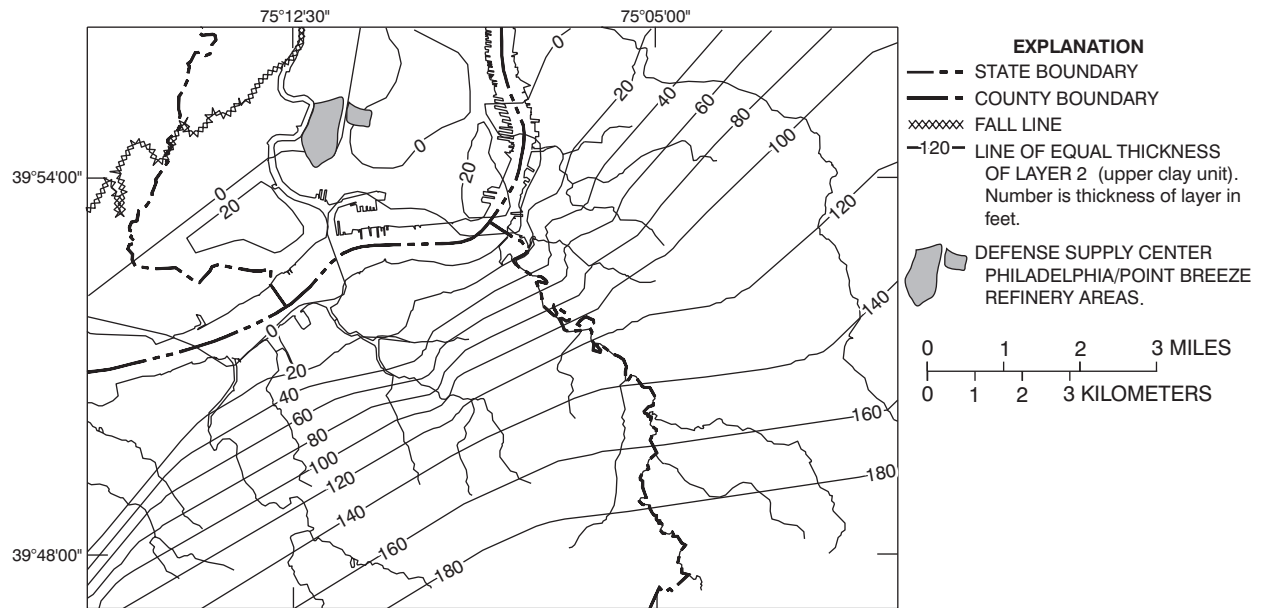 75°12'30"
75°05'00"
39°54'00"
39°48'00"
0
20
40
60
80
100
120
140
160
180
0
0
20
20
0
20
40
60
80
100
120
140
160
180
EXPLANATION
STATE BOUNDARY
COUNTY BOUNDARY
FALL LINE
120
LINE OF EQUAL THICKNESS
OF LAYER 2 (upper clay unit).
Number is thickness of layer in
feet.
DEFENSE SUPPLY CENTER
PHILADELPHIA/POINT BREEZE
REFINERY AREAS.
0 1 2 3 MILES
0 1 2 3 KILOMETERS